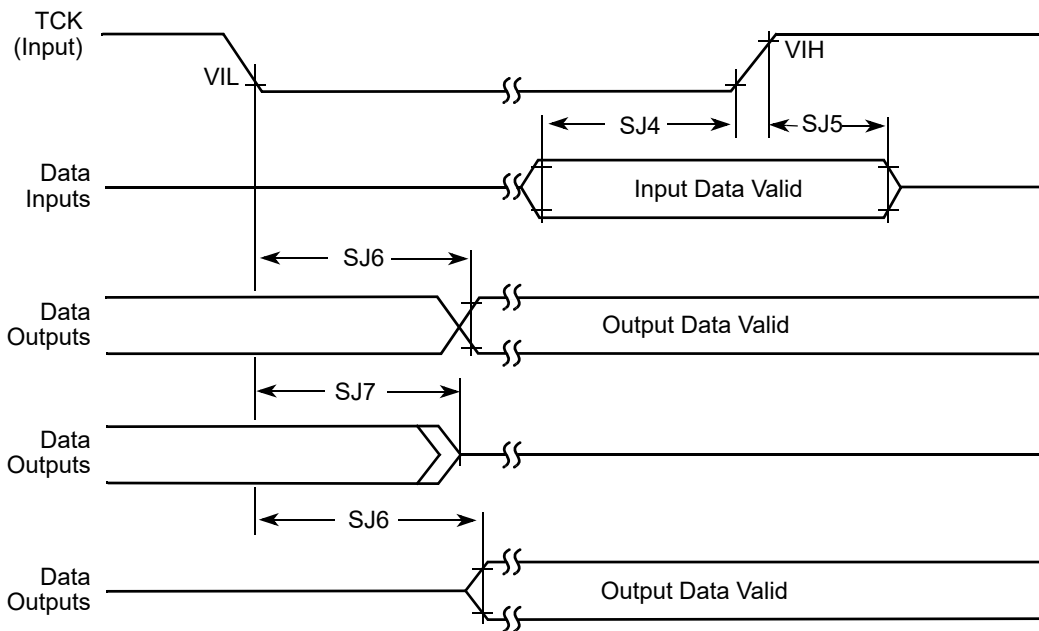 TCK
(Input)
VIL
VIH
SJ4
SJ5
Data
Inputs
Input Data Valid
SJ6
Data
Outputs
Output Data Valid
SJ7
Data
Outputs
SJ6
Data
Outputs
Output Data Valid